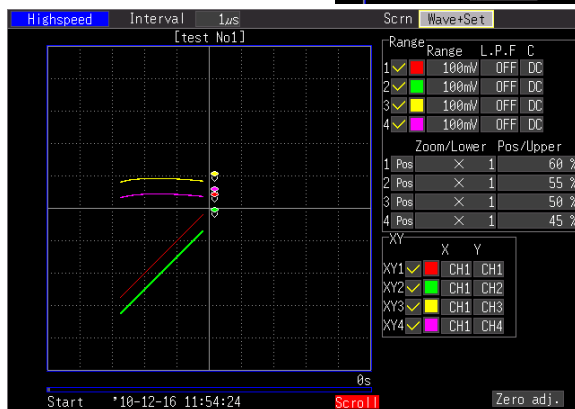 Highspeed Interval 1μs Scrn Wave+Set
[test No1]
Range
Range L.P.F C
1 100mV OFF DC
2 100mV OFF DC
3 100mV OFF DC
4 100mV OFF DC
Zoom/Lower Pos/Upper
1 Pos × 1 60 %
2 Pos × 1 55 %
3 Pos × 1 50 %
4 Pos × 1 45 %
XY
X Y
XY1 CH1 CH1
XY2 CH1 CH2
XY3 CH1 CH3
XY4 CH1 CH4
0s
Start '10-12-16 11:54:24 Scroll Zero adj.